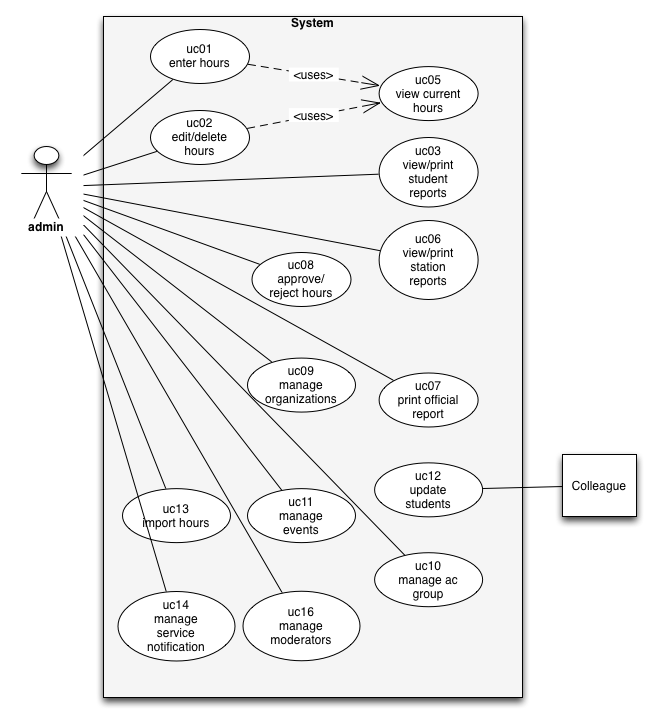 System
uc01
enter hours
<uses>
uc05
view current
hours
<uses>
uc02
edit/delete
hours
uc03
view/print
student
reports
admin
uc06
view/print
station
reports
uc08
approve/
reject hours
uc09
manage
organizations
uc07
print official
report
uc12
update
students
Colleague
uc13
import hours
uc11
manage
events
uc10
manage ac
group
uc14
manage
service
notification
uc16
manage
moderators